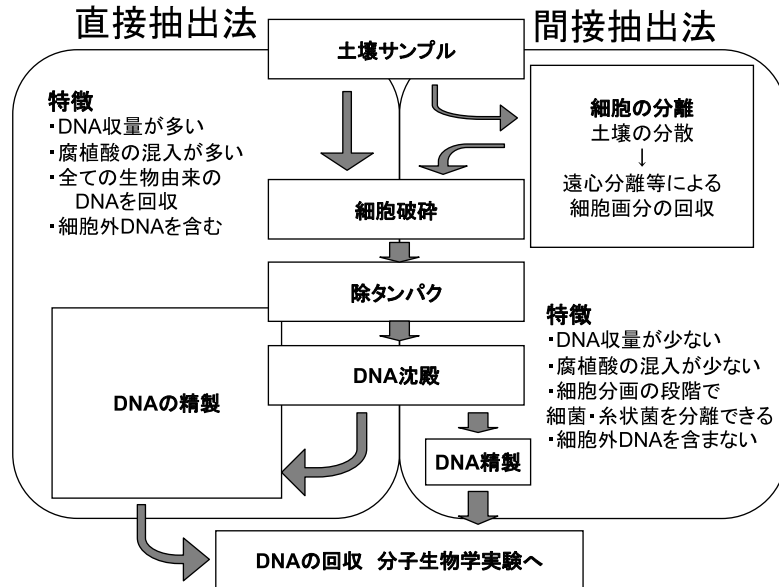 直接抽出法
間接抽出法
土壌サンプル
特徴
・DNA収量が多い
・腐植酸の混入が多い
・全ての生物由来の
DNAを回収
・細胞外DNAを含む
細胞の分離
土壌の分散
↓
遠心分離等による
細胞画分の回収
細胞破砕
除タンパク
DNA沈殿
DNAの精製
特徴
・DNA収量が少ない
・腐植酸の混入が少ない
・細胞分画の段階で
細菌・糸状菌を分離できる
・細胞外DNAを含まない
DNA精製
DNAの回収 分子生物学実験へ